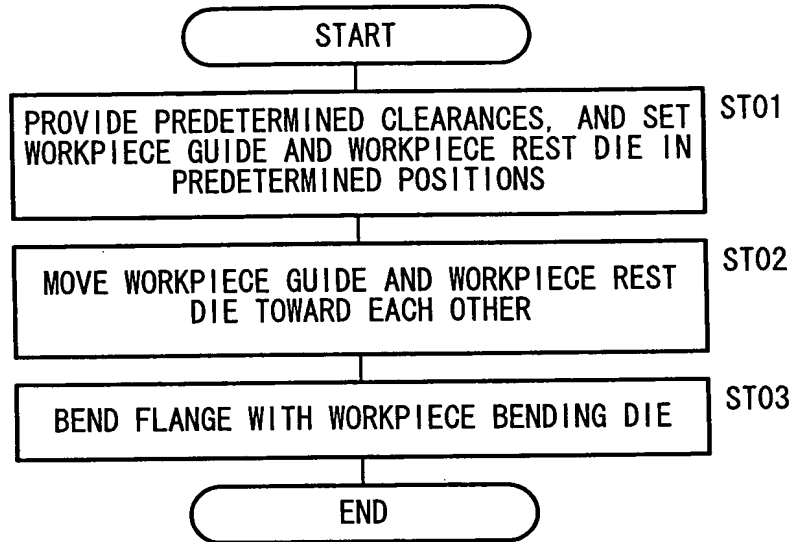 START
PROVIDE PREDETERMINED CLEARANCES, AND SET
WORKPIECE GUIDE AND WORKPIECE REST DIE IN
PREDETERMINED POSITIONS
ST01
MOVE WORKPIECE GUIDE AND WORKPIECE REST
DIE TOWARD EACH OTHER
ST02
BEND FLANGE WITH WORKPIECE BENDING DIE
ST03
END